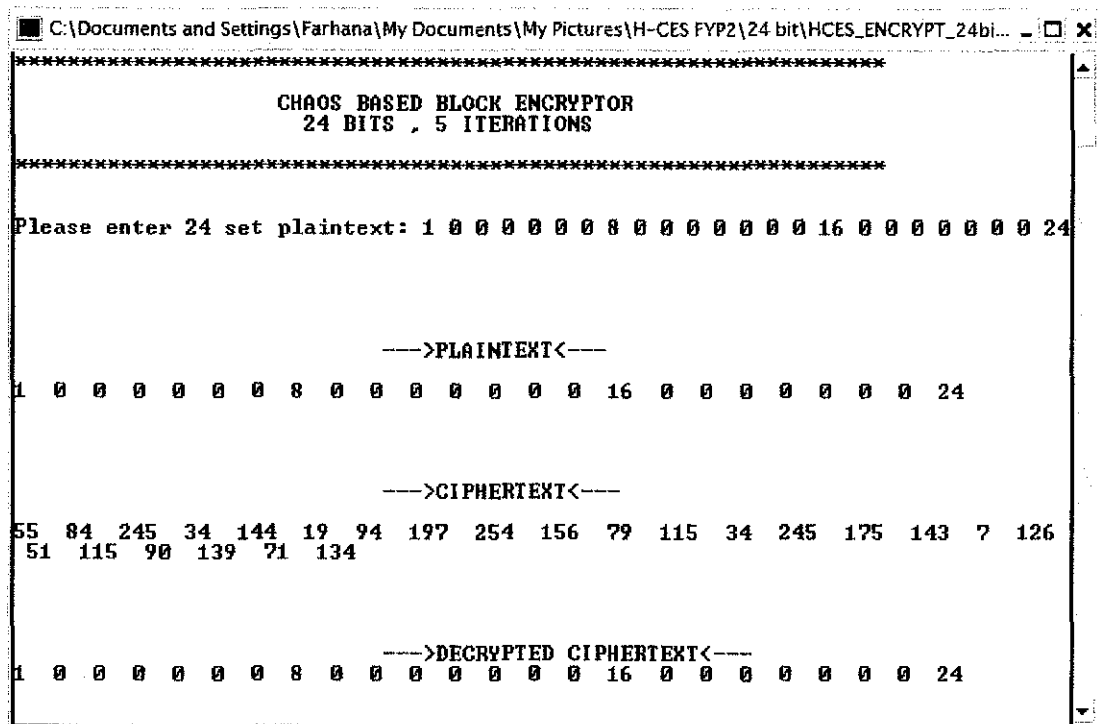 C:\Documents and Settings\Farhana\My Documents\My Pictures\H-CES FYP2\24 bit\HCES_ENCRYPT_24bi...
******************************************************************
CHAOS BASED BLOCK ENCRYPTOR
24 BITS , 5 ITERATIONS
******************************************************************
Please enter 24 set plaintext: 1 0 0 0 0 0 0 8 0 0 0 0 0 0 0 16 0 0 0 0 0 0 0 24
--->PLAINTEXT<---
1 0 0 0 0 0 0 8 0 0 0 0 0 0 0 16 0 0 0 0 0 0 0 24
--->CIPHERTEXT<---
55 84 245 34 144 19 94 197 254 156 79 115 34 245 175 143 7 126
51 115 90 139 71 134
--->DECRYPTED CIPHERTEXT<---
1 0 0 0 0 0 0 8 0 0 0 0 0 0 0 16 0 0 0 0 0 0 0 24